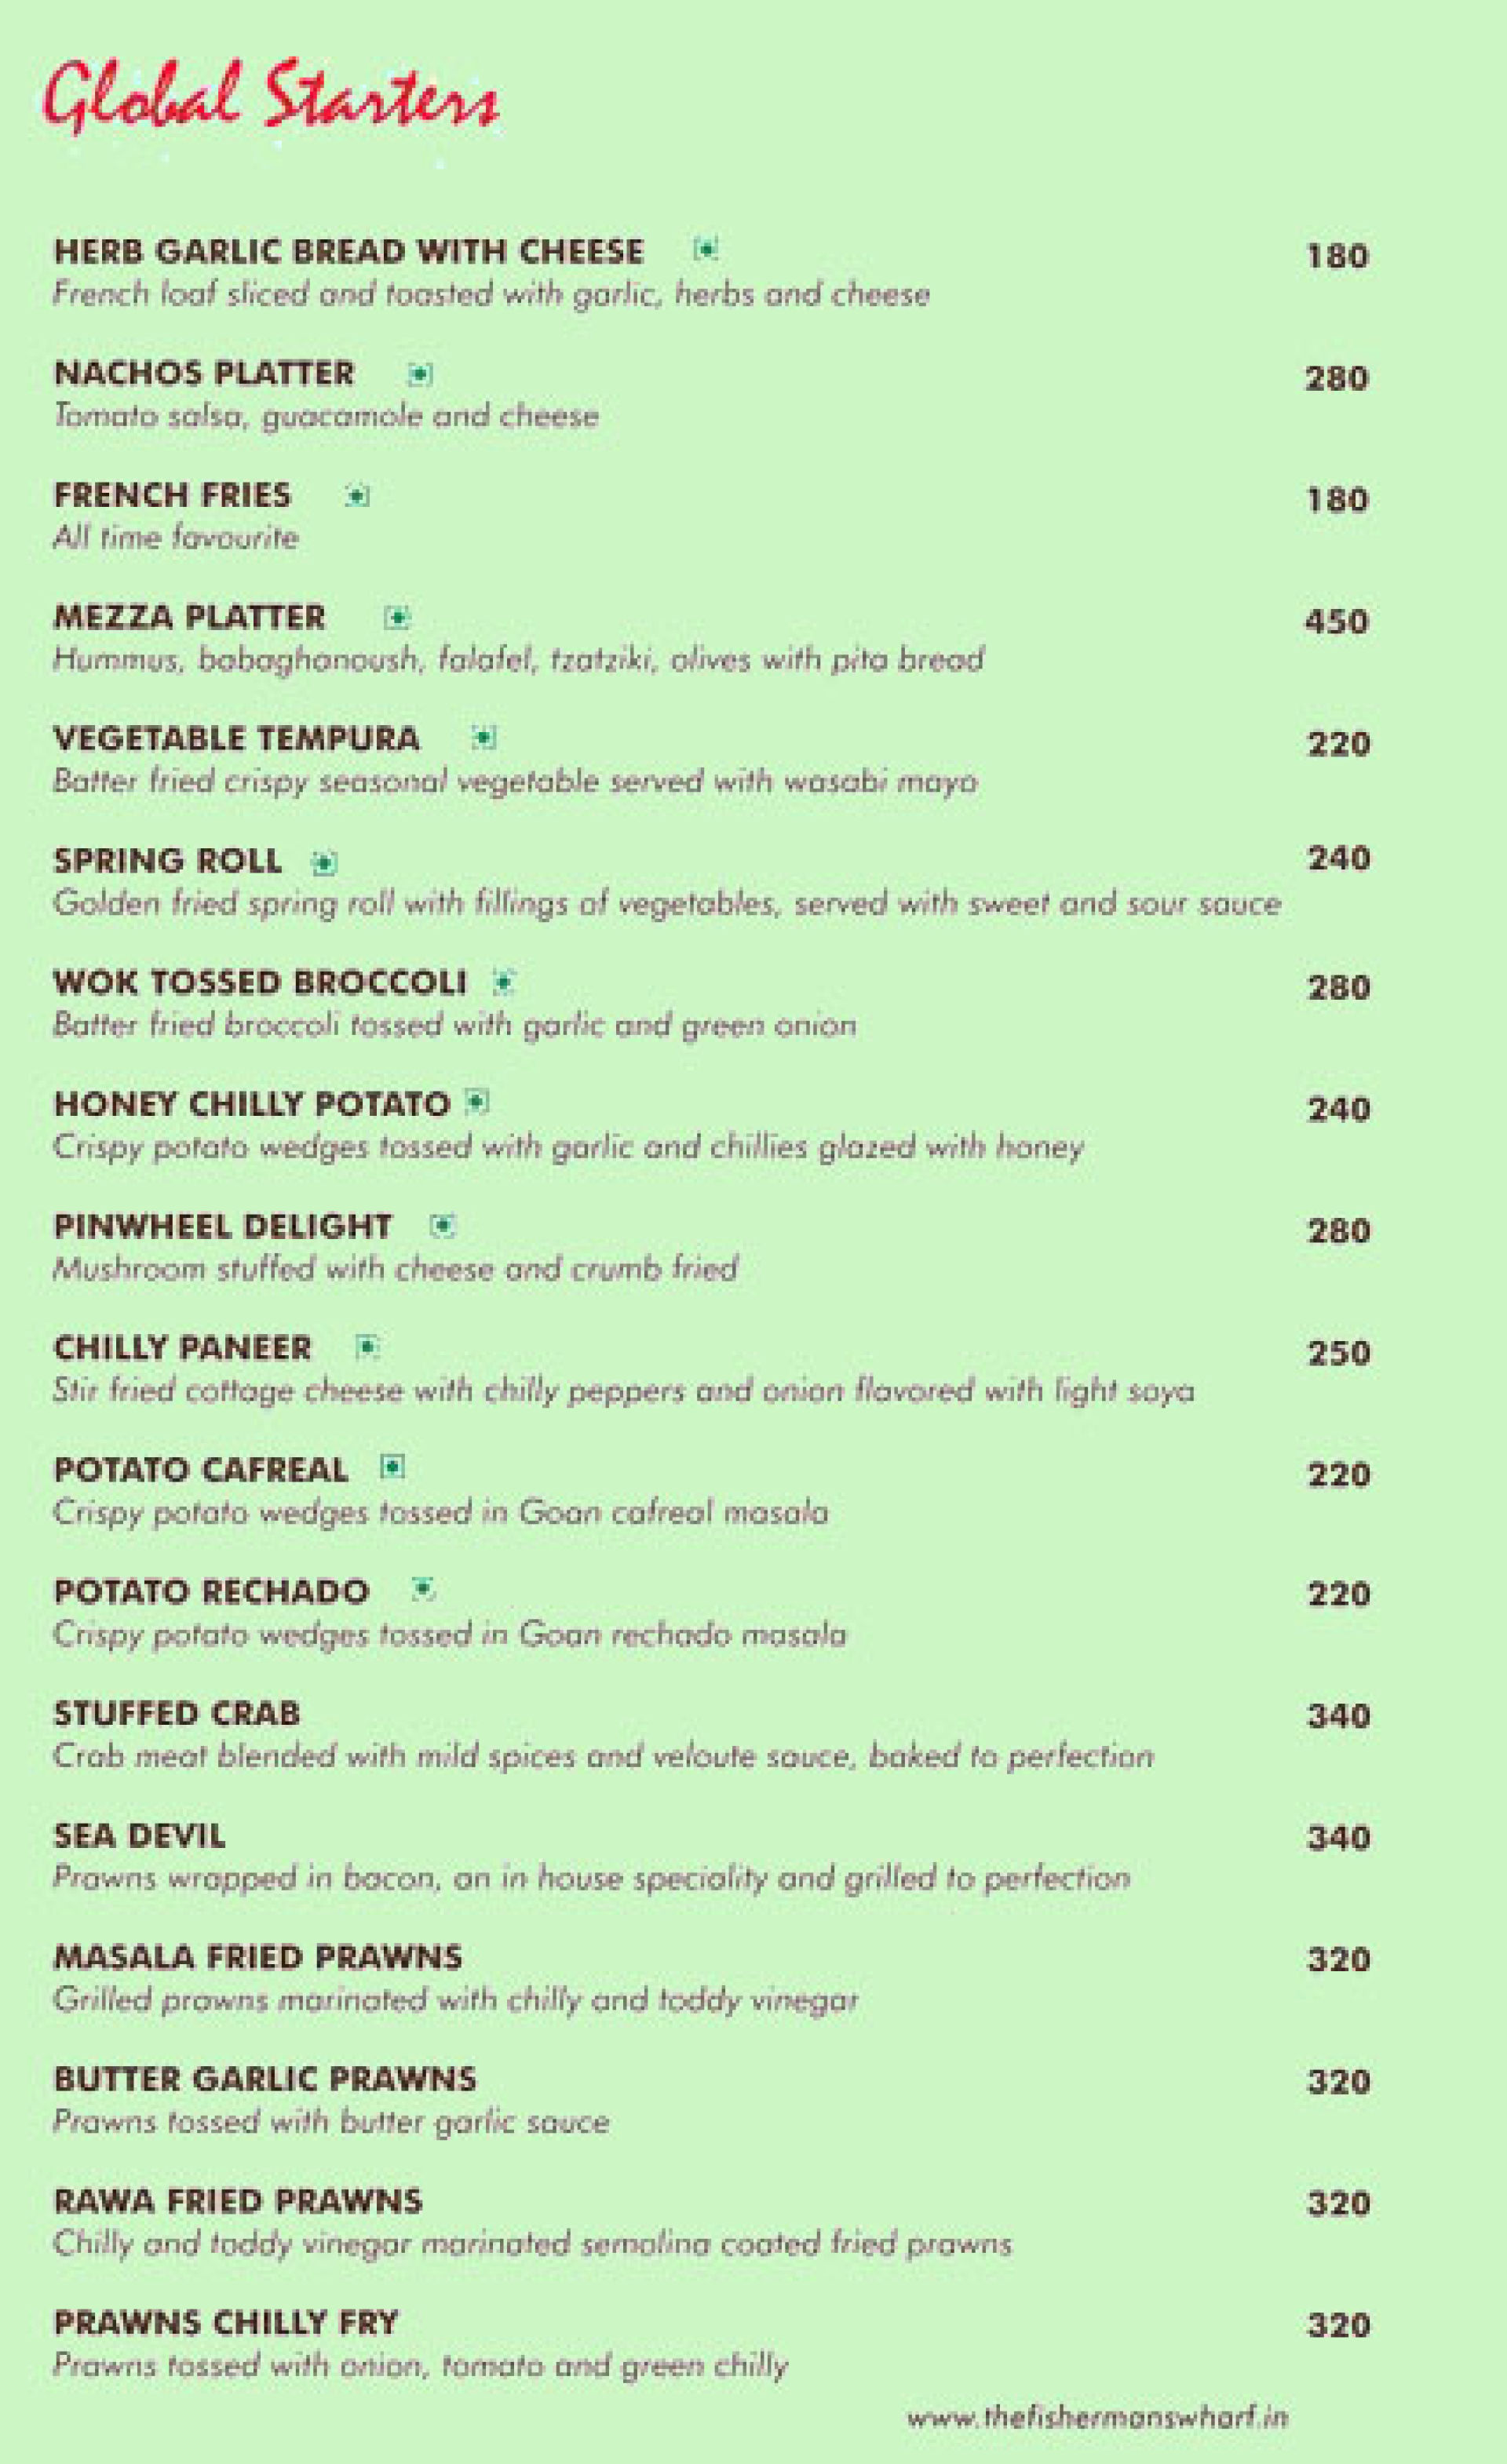 Global Starters
HERB GARLIC BREAD WITH CHEESE 180
French loaf sliced and toasted with garlic, herbs and cheese
NACHOS PLATTER 280
Tomato salsa, guacamole and cheese
FRENCH FRIES 180
All time favourite
MEZZA PLATTER 450
Hummus, babaghanoush, falafel, tzatziki, olives with pita bread
VEGETABLE TEMPURA 220
Batter fried crispy seasonal vegetable served with wasabi mayo
SPRING ROLL 240
Golden fried spring roll with fillings of vegetables, served with sweet and sour sauce
WOK TOSSED BROCCOLI 280
Batter fried broccoli tossed with garlic and green onion
HONEY CHILLY POTATO 240
Crispy potato wedges tossed with garlic and chillies glazed with honey
PINWHEEL DELIGHT 280
Mushroom stuffed with cheese and crumb fried
CHILLY PANEER 250
Stir fried cottage cheese with chilly peppers and onion flavored with light soya
POTATO CAFREAL 220
Crispy potato wedges tossed in Goan cafreal masala
POTATO RECHADO 220
Crispy potato wedges tossed in Goan rechado masala
STUFFED CRAB 340
Crab meat blended with mild spices and veloute sauce, baked to perfection
SEA DEVIL 340
Prawns wrapped in bacon, an in house speciality and grilled to perfection
MASALA FRIED PRAWNS 320
Grilled prawns marinated with chilly and toddy vinegar
BUTTER GARLIC PRAWNS 320
Prawns tossed with butter garlic sauce
RAWA FRIED PRAWNS 320
Chilly and toddy vinegar marinated semolina coated fried prawns
PRAWNS CHILLY FRY 320
Prawns tossed with onion, tomato and green chilly
www.thefishermanswharf.in